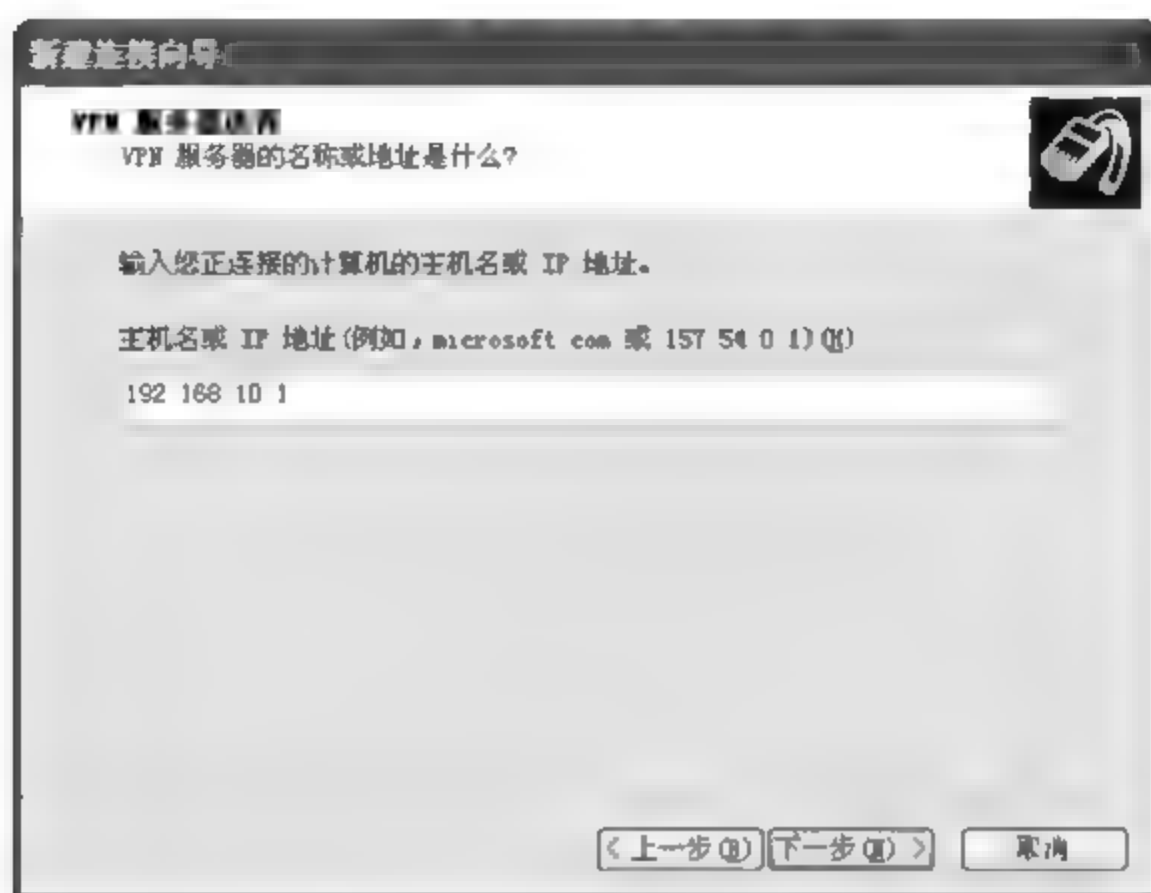 新建连接向导
VPN 服务器选择
VPN 服务器的名称或地址是什么?
输入您正连接的计算机的主机名或 IP 地址。
主机名或 IP 地址(例如,microsoft com 或 157 54 0 1)(H)
192 168 10 1
< 上一步(B) 下一步(N) > 取消